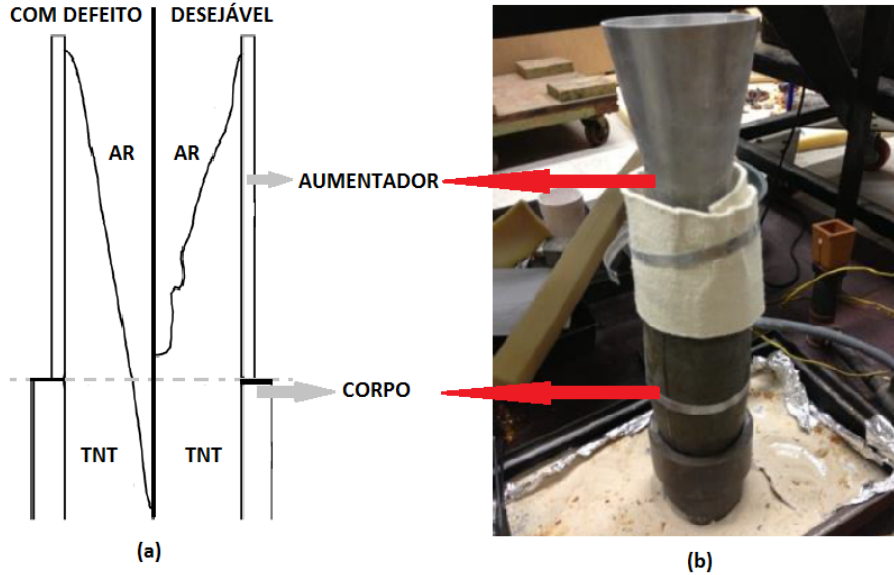 COM DEFEITO DESEJÁVEL
AR AR
AUMENTADOR
CORPO
TNT TNT
(a)
(b)